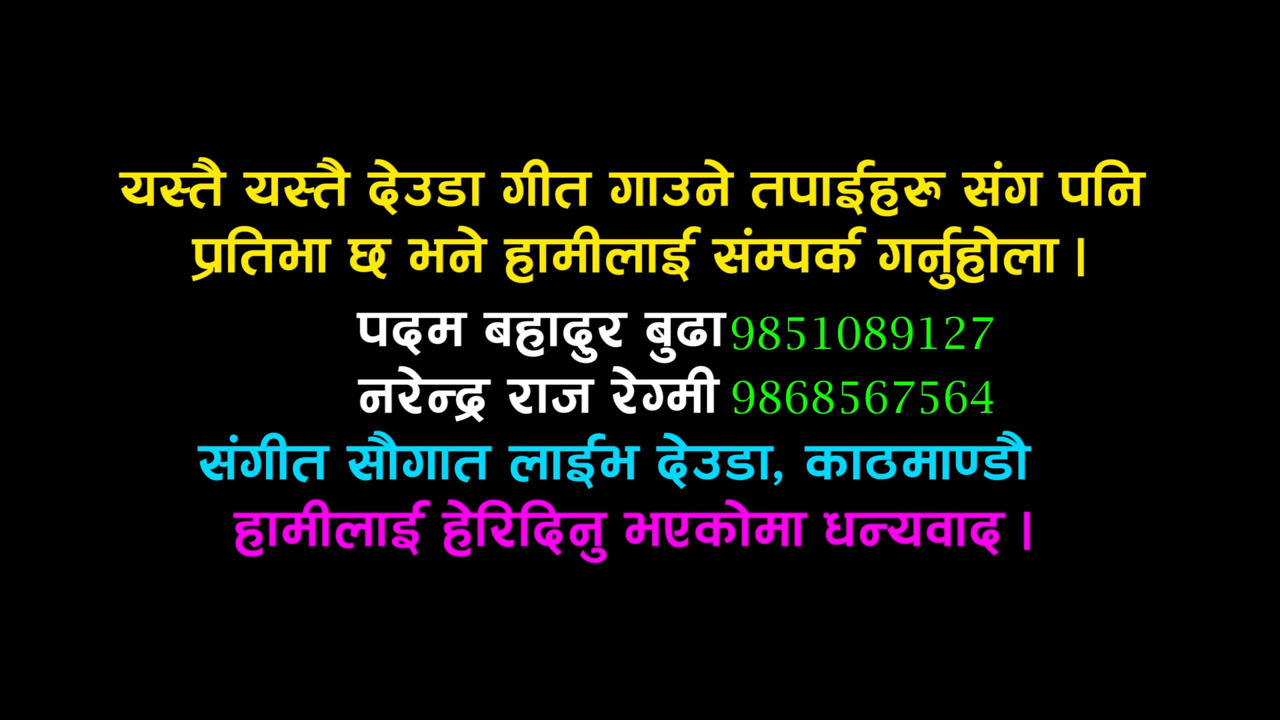 यस्तै यस्तै देउडा गीत गाउने तपाईहरू संग पनि
प्रतिभा छ भने हामीलाई संम्पर्क गर्नुहोला।
पदम बहादुर बुढा 9851089127
नरेन्द्र राज रेग्मी 9868567564
संगीत सौगात लाईभ देउडा, काठमाण्डौ
हामीलाई हेरिदिनु भएकोमा धन्यवाद।